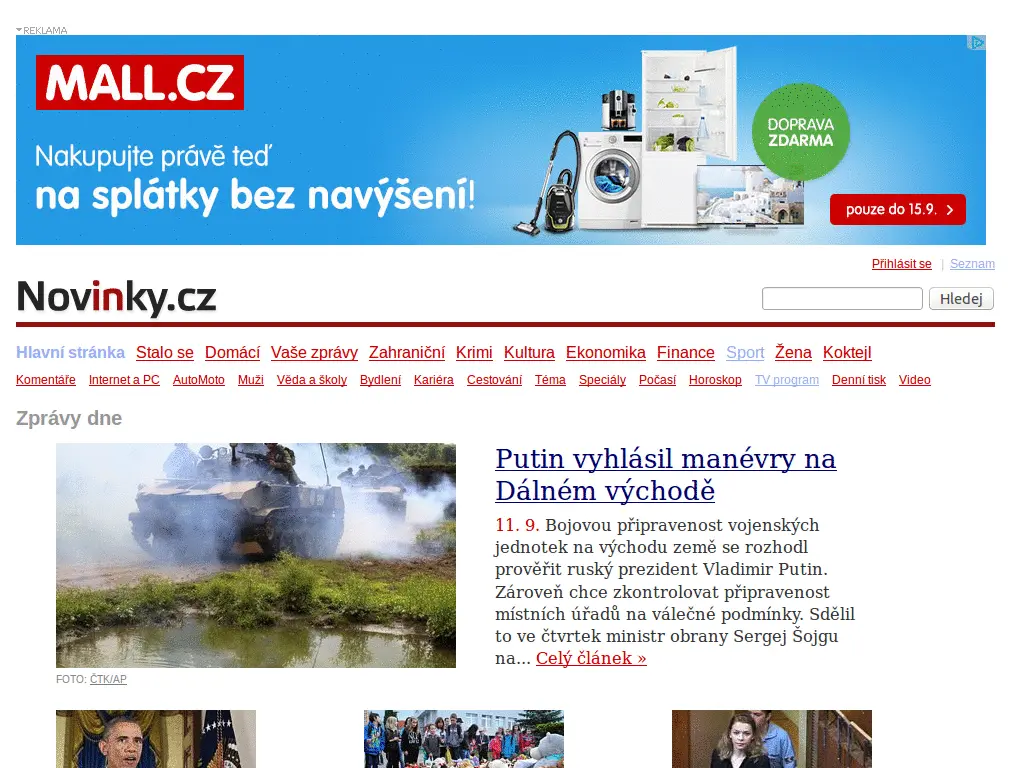 REKLAMA
MALL.CZ
Nakupujte právě teď
na splátky bez navýšení!
DOPRAVA
ZDARMA
pouze do 15.9.
Přihlásit se | Seznam
Novinky.cz
Hledej
Hlavní stránka Stalo se Domácí Vaše zprávy Zahraniční Krimi Kultura Ekonomika Finance Sport Žena Koktejl
Komentáře Internet a PC AutoMoto Muži Věda a školy Bydlení Kariéra Cestování Téma Speciály Počasí Horoskop TV program Denní tisk Video
Zprávy dne
Putin vyhlásil manévry na
Dálném východě
11. 9. Bojovou připravenost vojenských
jednotek na východu země se rozhodl
prověřit ruský prezident Vladimir Putin.
Zároveň chce zkontrolovat připravenost
místních úřadů na válečné podmínky. Sdělil
to ve čtvrtek ministr obrany Sergej Šojgu
na... Celý článek »
FOTO: ČTK/AP